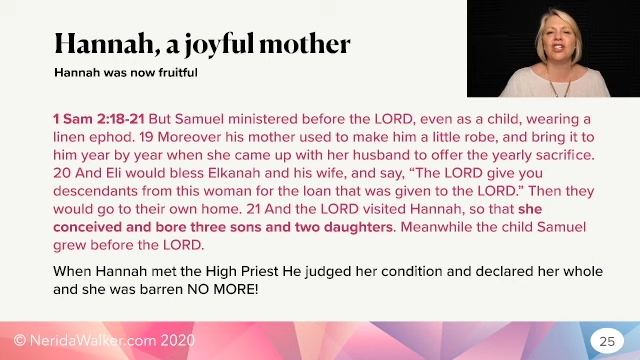 Hannah, a joyful mother
Hannah was now fruitful
1 Sam 2:18-21 But Samuel ministered before the LORD, even as a child, wearing a
linen ephod. 19 Moreover his mother used to make him a little robe, and bring it to
him year by year when she came up with her husband to offer the yearly sacrifice.
20 And Eli would bless Elkanah and his wife, and say, “The LORD give you
descendants from this woman for the loan that was given to the LORD.” Then they
would go to their own home. 21 And the LORD visited Hannah, so that she
conceived and bore three sons and two daughters. Meanwhile the child Samuel
grew before the LORD.
When Hannah met the High Priest He judged her condition and declared her whole
and she was barren NO MORE!
© NeridaWalker.com 2020
25